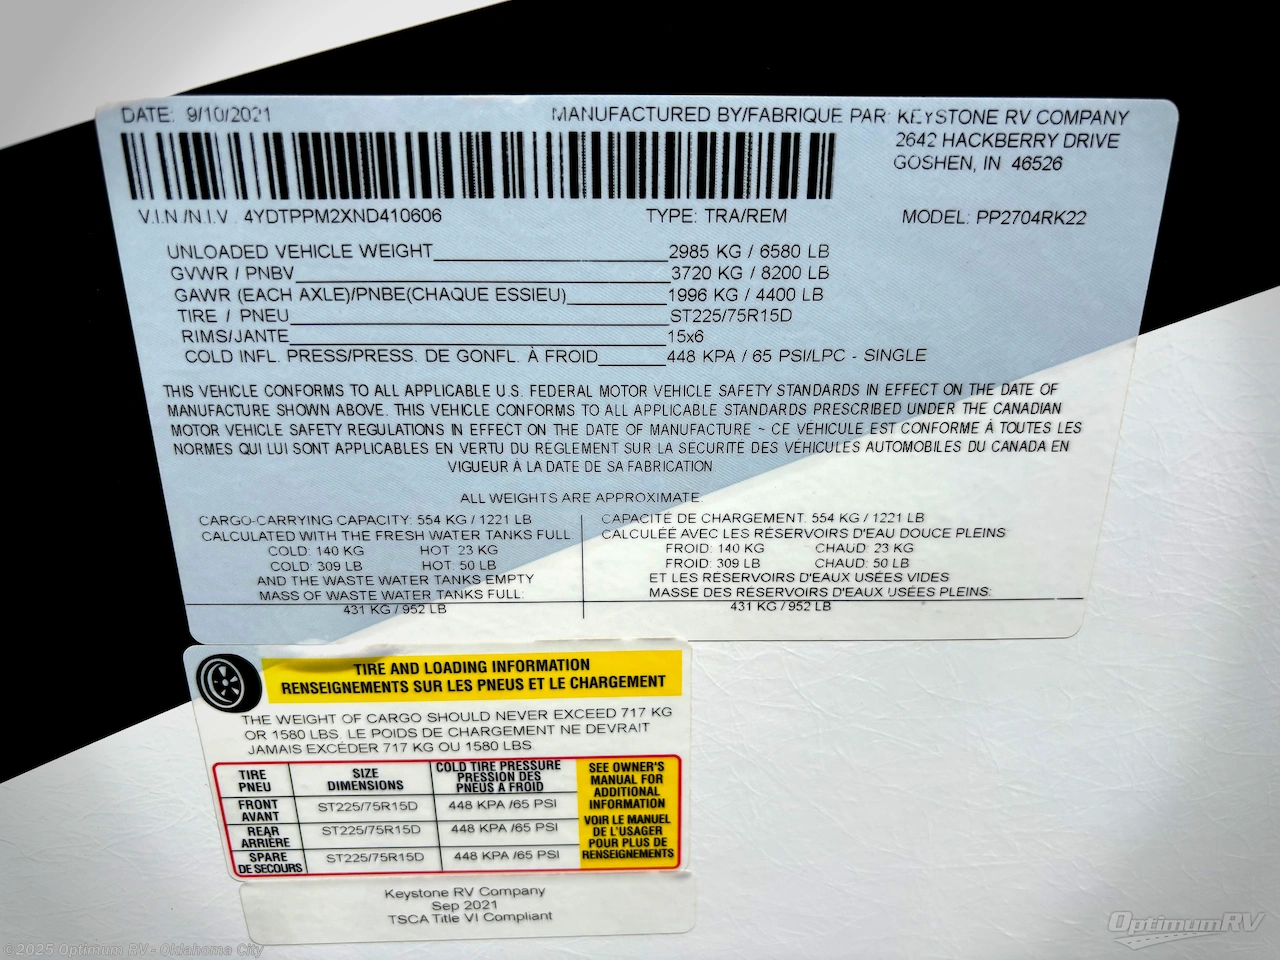 DATE: 9/10/2021
MANUFACTURED BY/FABRIQUE PAR: KEYSTONE RV COMPANY
2642 HACKBERRY DRIVE
GOSHEN, IN 46526
V.I.N./N.I.V. 4YDTPPM2XND410606 TYPE: TRA/REM MODEL: PP2704RK22
UNLOADED VEHICLE WEIGHT 2985 KG / 6580 LB
GVWR / PNBV 3720 KG / 8200 LB
GAWR (EACH AXLE)/PNBE(CHAQUE ESSIEU) 1996 KG / 4400 LB
TIRE / PNEU ST225/75R15D
RIMS/JANTE 15x6
COLD INFL. PRESS/PRESS. DE GONFL. À FROID 448 KPA / 65 PSI/LPC - SINGLE
THIS VEHICLE CONFORMS TO ALL APPLICABLE U.S. FEDERAL MOTOR VEHICLE SAFETY STANDARDS IN EFFECT ON THE DATE OF
MANUFACTURE SHOWN ABOVE. THIS VEHICLE CONFORMS TO ALL APPLICABLE STANDARDS PRESCRIBED UNDER THE CANADIAN
MOTOR VEHICLE SAFETY REGULATIONS IN EFFECT ON THE DATE OF MANUFACTURE ~ CE VÉHICULE EST CONFORME À TOUTES LES
NORMES QUI LUI SONT APPLICABLES EN VERTU DU RÈGLEMENT SUR LA SÉCURITÉ DES VÉHICULES AUTOMOBILES DU CANADA EN
VIGUEUR À LA DATE DE SA FABRICATION
ALL WEIGHTS ARE APPROXIMATE.
CARGO-CARRYING CAPACITY: 554 KG / 1221 LB
CALCULATED WITH THE FRESH WATER TANKS FULL
COLD: 140 KG HOT: 23 KG
COLD: 309 LB HOT: 50 LB
AND THE WASTE WATER TANKS EMPTY
MASS OF WASTE WATER TANKS FULL:
431 KG / 952 LB
CAPACITÉ DE CHARGEMENT: 554 KG / 1221 LB
CALCULÉE AVEC LES RÉSERVOIRS D'EAU DOUCE PLEINS
FROID: 140 KG CHAUD: 23 KG
FROID: 309 LB CHAUD: 50 LB
ET LES RÉSERVOIRS D'EAUX USÉES VIDES
MASSE DES RÉSERVOIRS D'EAUX USÉES PLEINS:
431 KG / 952 LB
TIRE AND LOADING INFORMATION
RENSEIGNEMENTS SUR LES PNEUS ET LE CHARGEMENT
THE WEIGHT OF CARGO SHOULD NEVER EXCEED 717 KG
OR 1580 LBS. LE POIDS DE CHARGEMENT NE DEVRAIT
JAMAIS EXCÉDER 717 KG OU 1580 LBS
TIRE
PNEU
SIZE
DIMENSIONS
COLD TIRE PRESSURE
PRESSION DES
PNEUS A FROID
FRONT
AVANT
ST225/75R15D 448 KPA /65 PSI
REAR
ARRIÈRE
ST225/75R15D 448 KPA /65 PSI
SPARE
DE SECOURS
ST225/75R15D 448 KPA /65 PSI
SEE OWNER'S
MANUAL FOR
ADDITIONAL
INFORMATION
VOIR LE MANUEL
DE L'USAGER
POUR PLUS DE
RENSEIGNEMENTS
Keystone RV Company
Sep 2021
TSCA Title VI Compliant
©2025 Optimum RV - Oklahoma City
OptimumRV